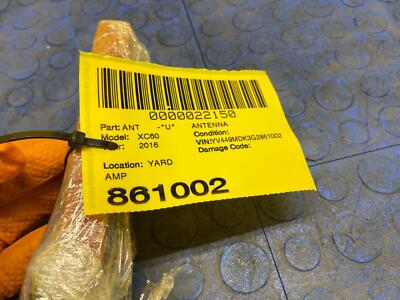 0000022150
Part: ANT -*U* ANTENNA
Model: XC60 Condition:
2016 VIN:YV449MDK3G2861002
Damage Code:
Location: YARD
AMP
861002